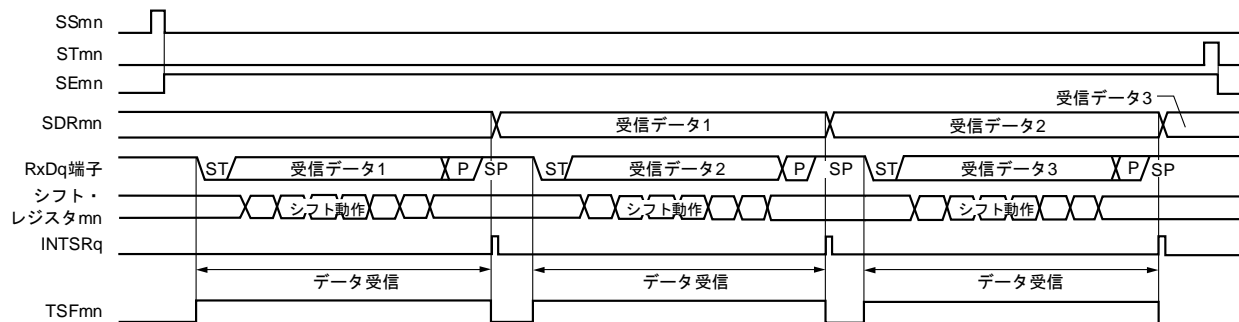 SSmn
STmn
SEmn
受信データ3
SDRmn
受信データ1
受信データ2
RxDq端子
ST
受信データ1
P
SP
ST
受信データ2
P
SP
ST
受信データ3
P
SP
シフト・
レジスタmn
シフト動作
シフト動作
シフト動作
INTSRq
データ受信
データ受信
データ受信
TSFmn